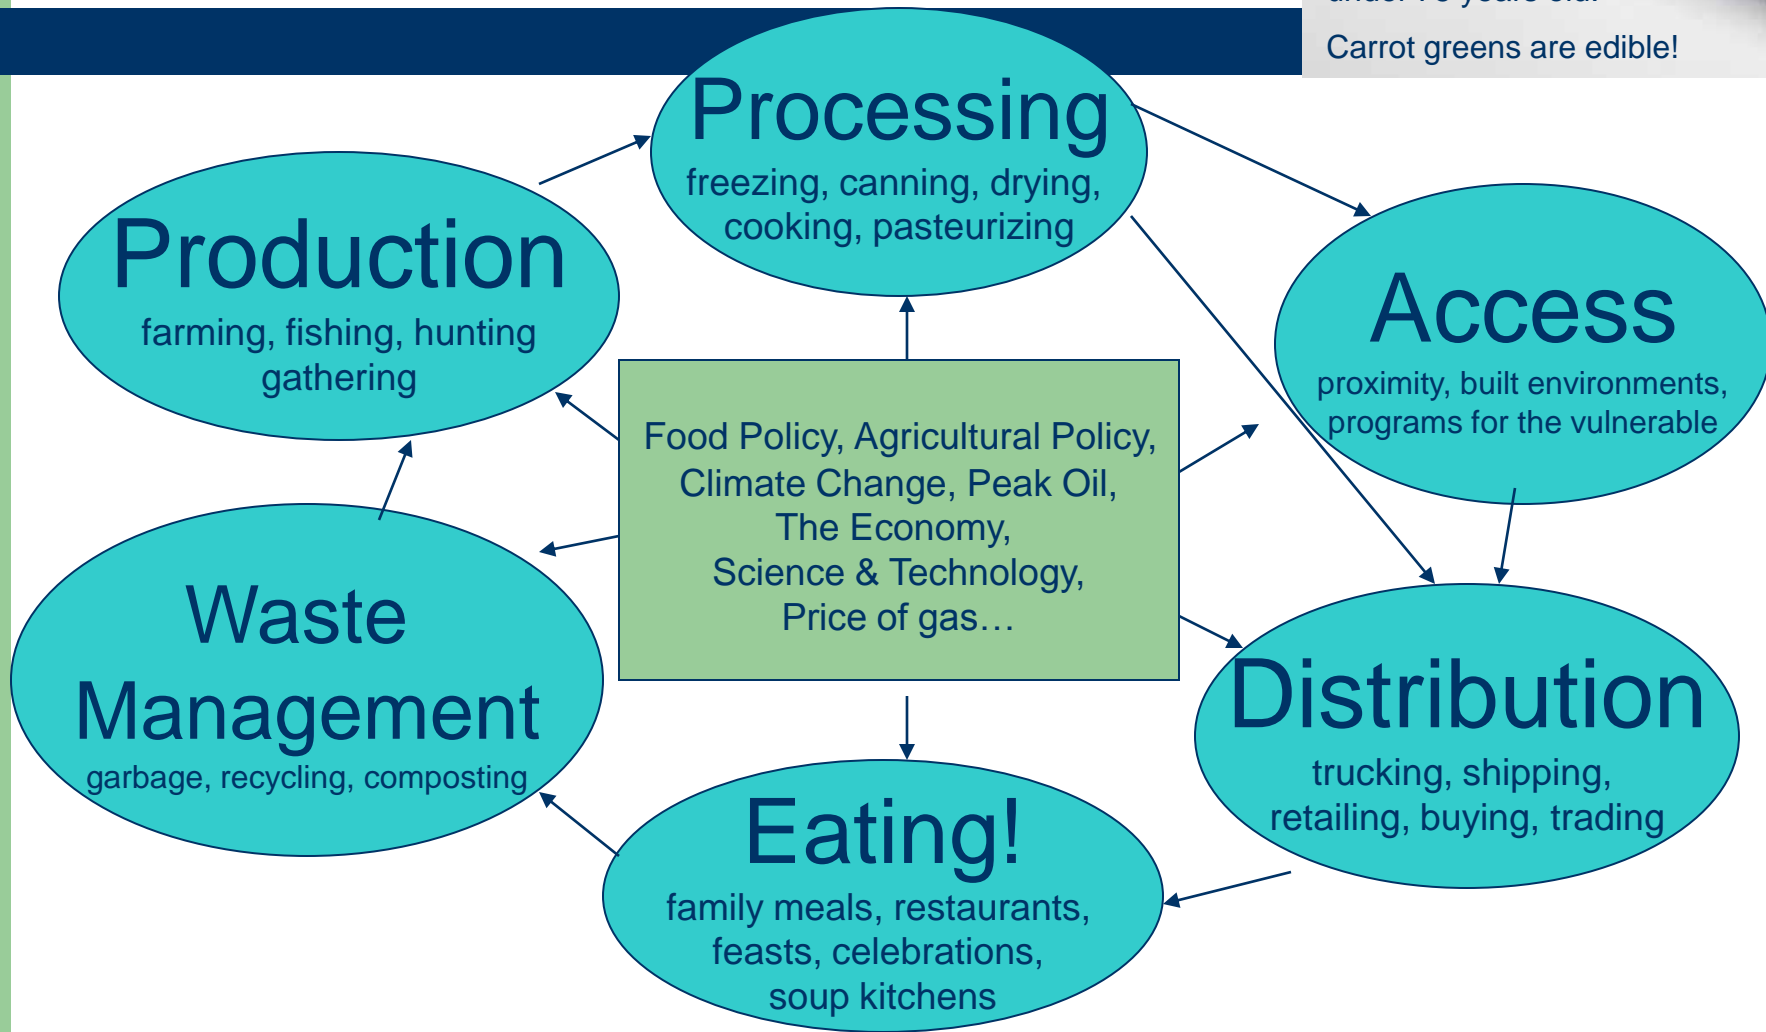 Carrot greens are edible!
Processing
freezing, canning, drying,
cooking, pasteurizing
Production
farming, fishing, hunting
gathering
Access
proximity, built environments,
programs for the vulnerable
Food Policy, Agricultural Policy,
Climate Change, Peak Oil,
The Economy,
Science & Technology,
Price of gas…
Waste
Management
garbage, recycling, composting
Distribution
trucking, shipping,
retailing, buying, trading
Eating!
family meals, restaurants,
feasts, celebrations,
soup kitchens